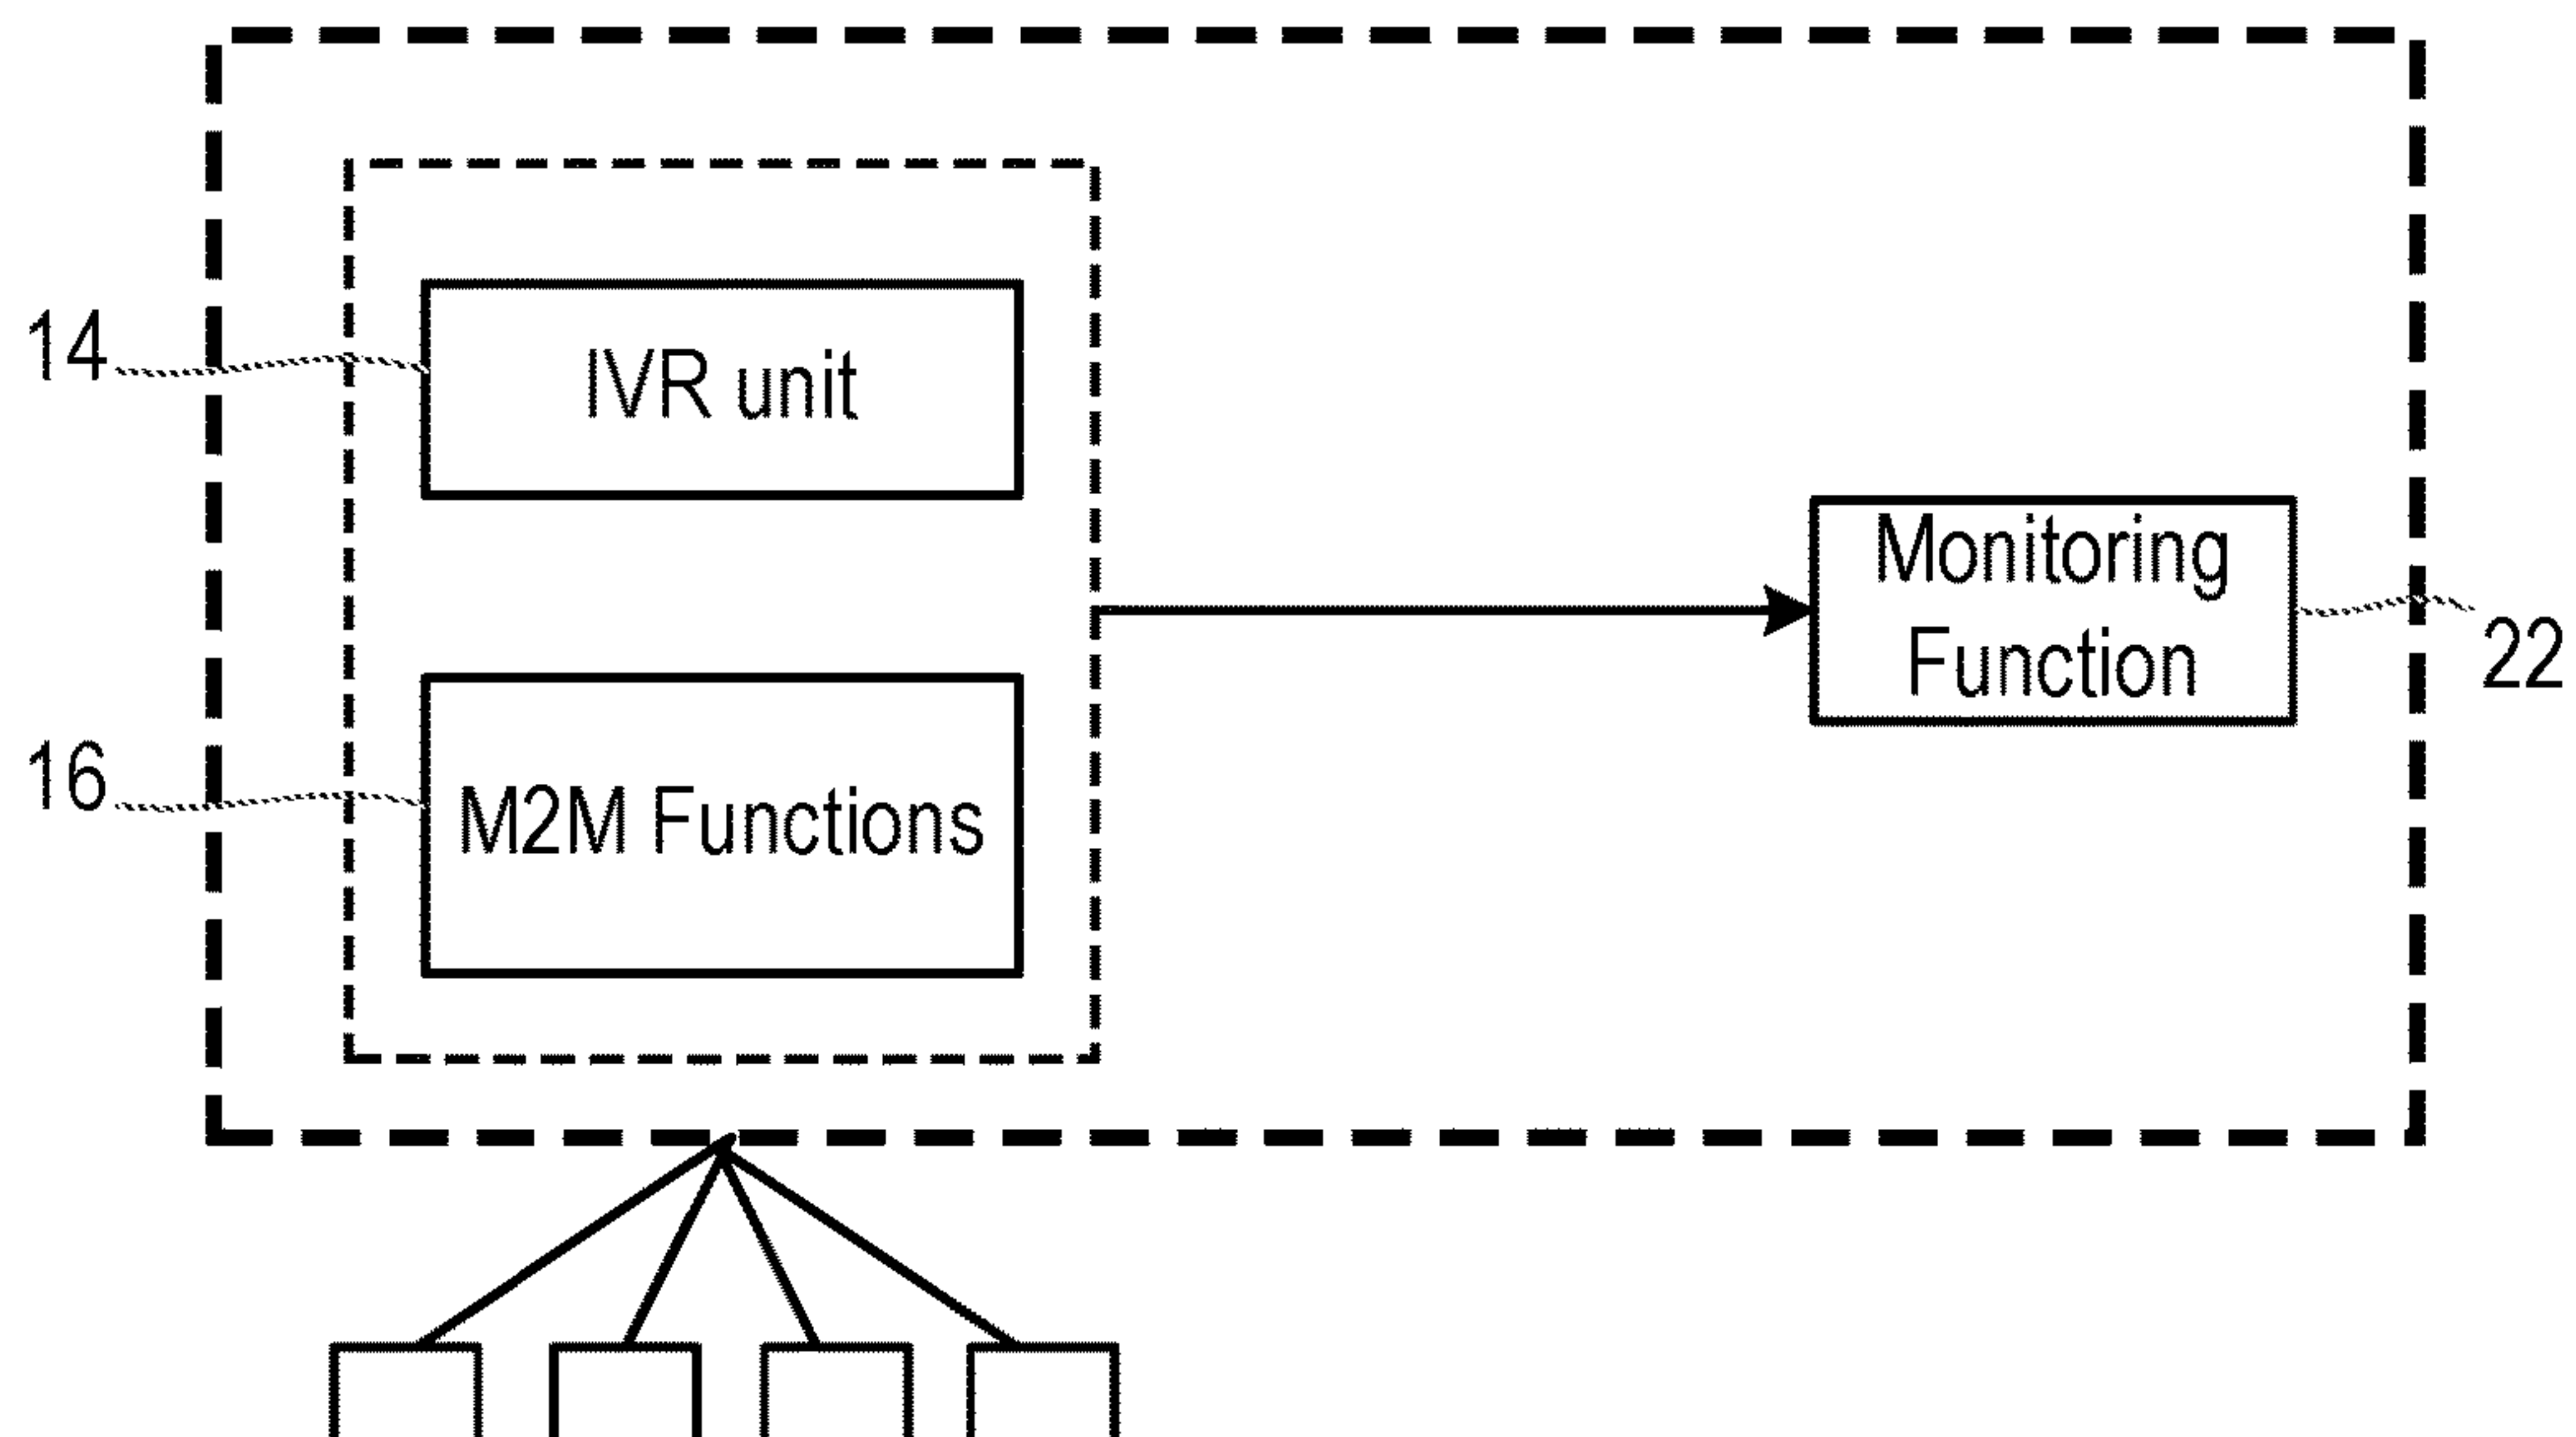 14
IVR unit
Monitoring
Function
22
16
M2M Functions